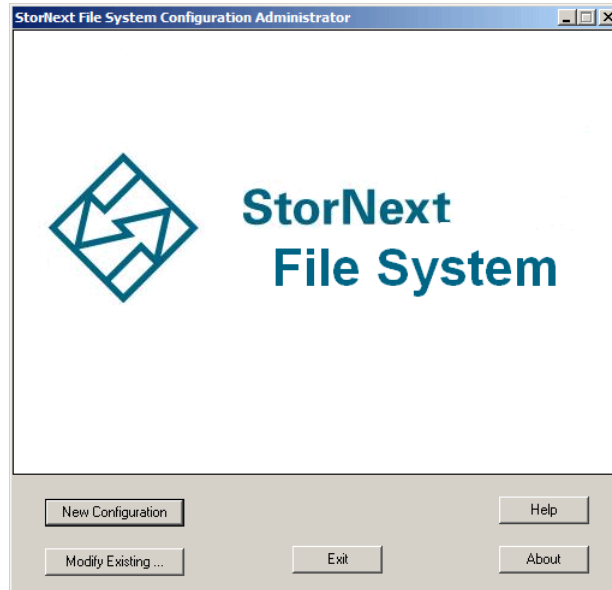 StorNext File System Configuration Administrator
StorNext
File System
New Configuration
Help
Modify Existing ...
Exit
About